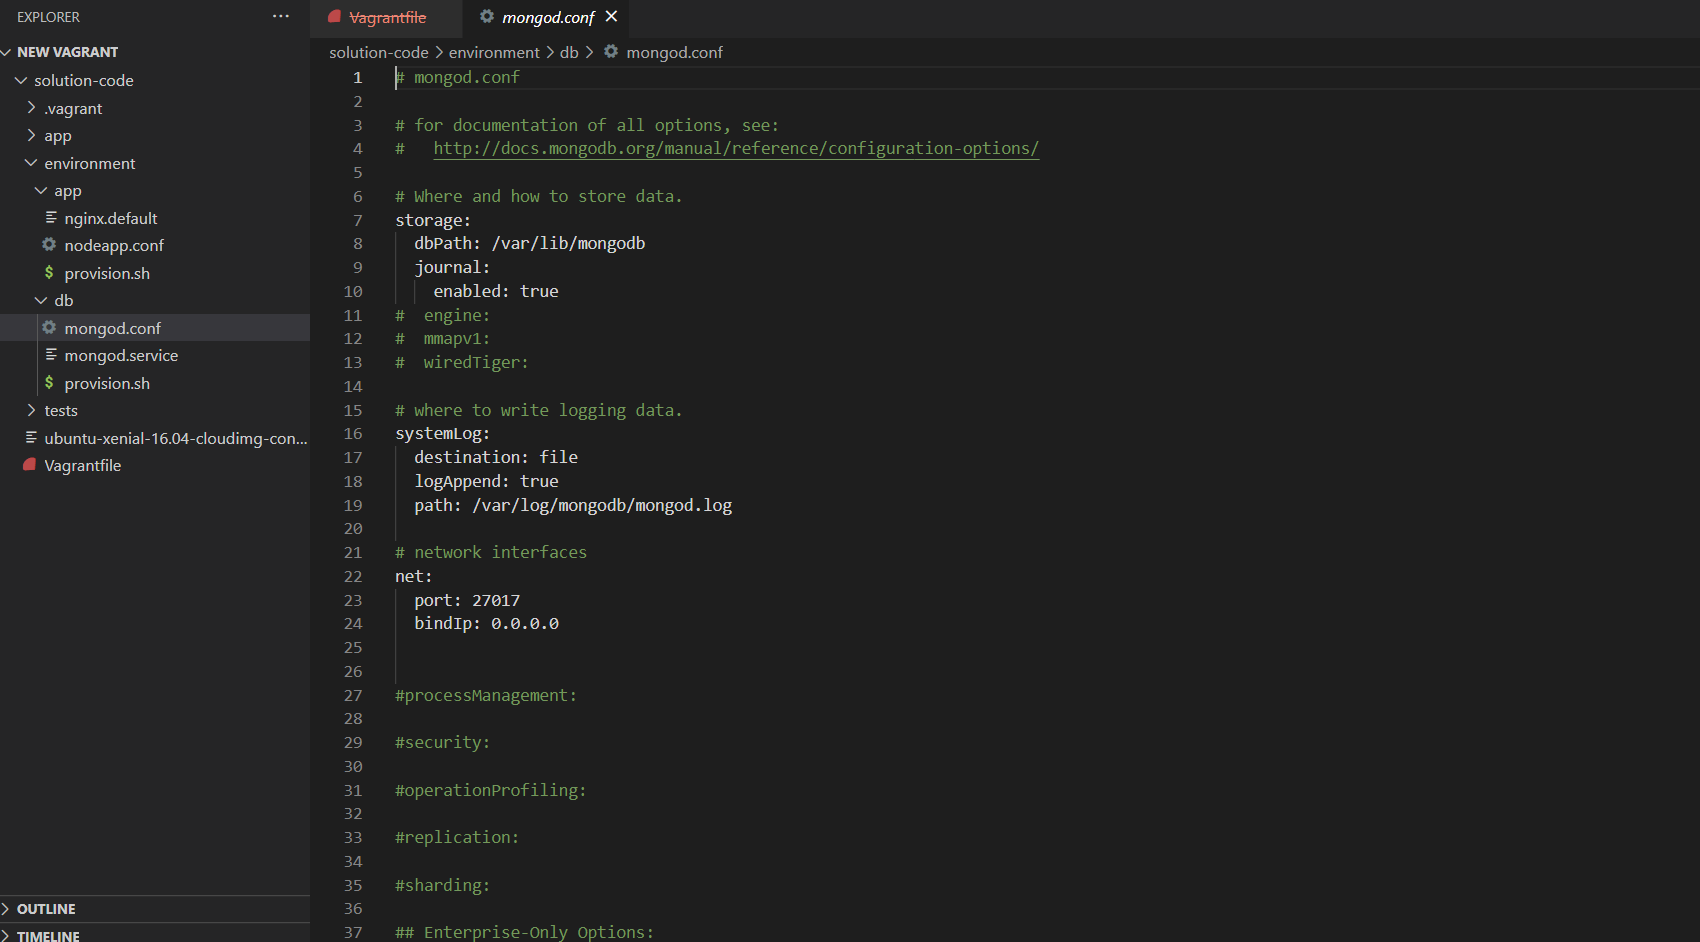 EXPLORER
NEW VAGRANT
solution-code
.vagrant
app
environment
app
nginx.default
nodeapp.conf
$ provision.sh
db
mongod.conf
mongod.service
$ provision.sh
tests
ubuntu-xenial-16.04-cloudimg-con...
Vagrantfile
OUTLINE
TIMELINE
Vagrantfile
mongod.conf
solution-code > environment > db > mongod.conf
1 # mongod.conf
2
3 # for documentation of all options, see:
4 #   http://docs.mongodb.org/manual/reference/configuration-options/
5
6 # Where and how to store data.
7 storage:
8   dbPath: /var/lib/mongodb
9   journal:
10     enabled: true
11 #  engine:
12 #  mmapv1:
13 #  wiredTiger:
14
15 # where to write logging data.
16 systemLog:
17   destination: file
18   logAppend: true
19   path: /var/log/mongodb/mongod.log
20
21 # network interfaces
22 net:
23   port: 27017
24   bindIp: 0.0.0.0
25
26
27 #processManagement:
28
29 #security:
30
31 #operationProfiling:
32
33 #replication:
34
35 #sharding:
36
37 ## Enterprise-Only Options: